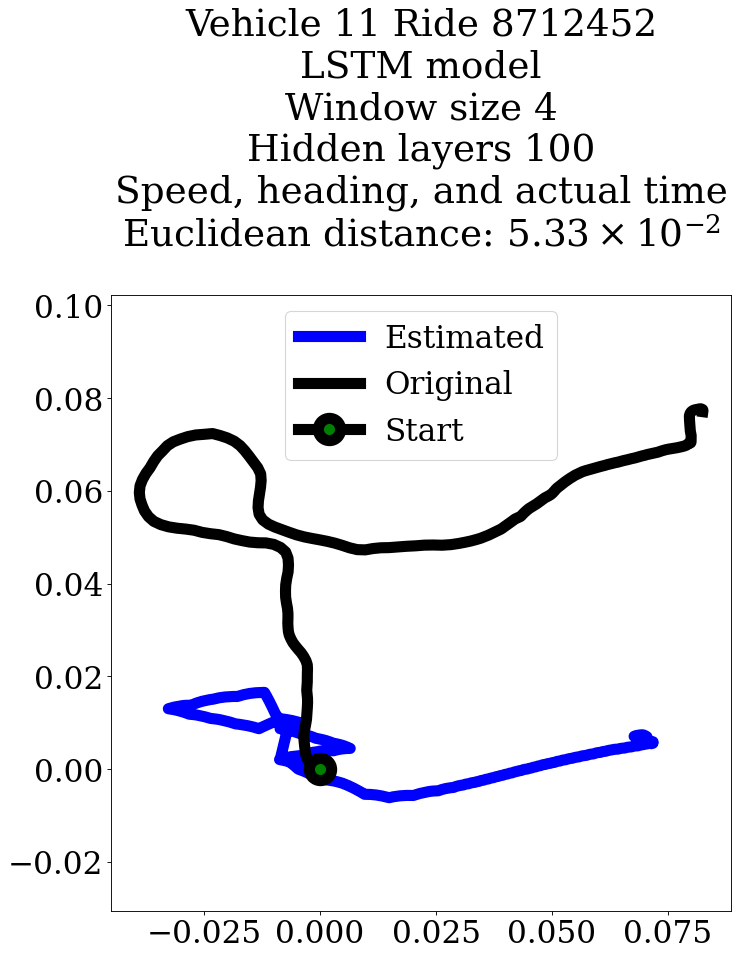 Vehicle 11 Ride 8712452
LSTM model
Window size 4
Hidden layers 100
Speed, heading, and actual time
Euclidean distance: 5.33 × 10⁻²
0.10
Estimated
0.08
Original
Start
0.06
0.04
0.02
0.00
−0.02
−0.025 0.000 0.025 0.050 0.075